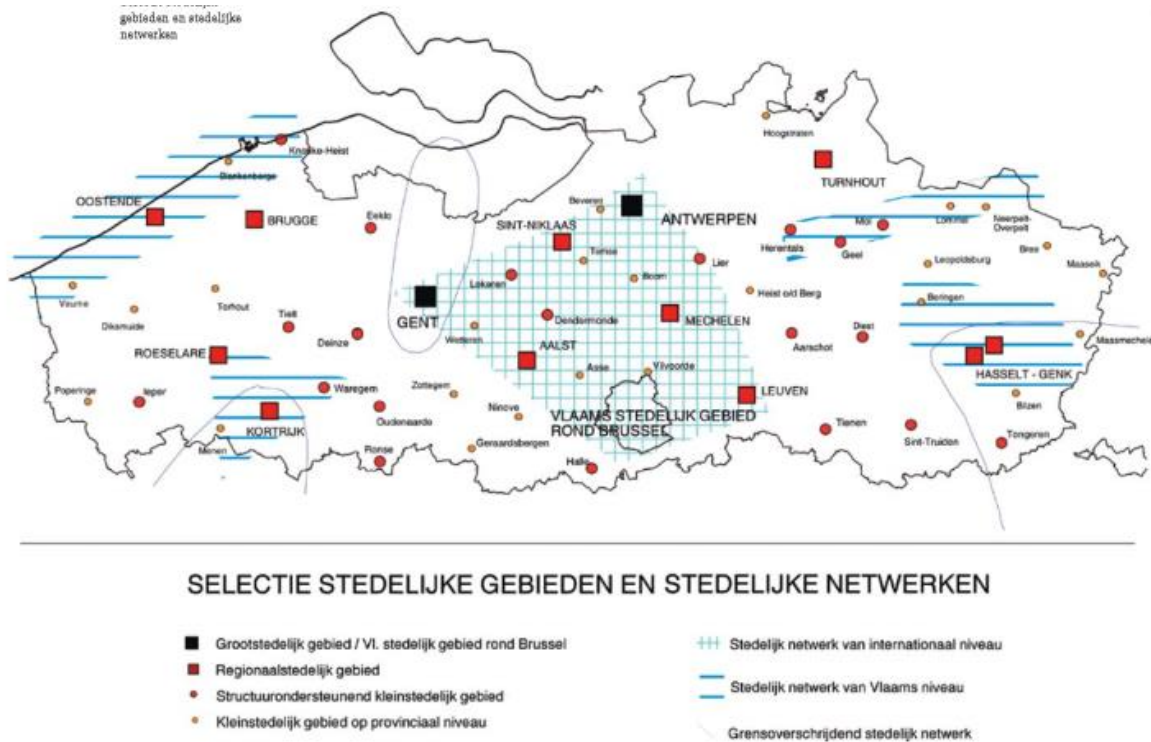 gebieden en stedelijke
netwerken
Hoogstraten
Knokke-Heist
Blankenberge
TURNHOUT
OOSTENDE
BRUGGE
Eeklo
Beveren
ANTWERPEN
SINT-NIKLAAS
Mol
Lommel
Neerpelt-
Overpelt
Herentals
Geel
Bree
Temse
Lier
Leopoldsburg
Maaseik
Lokeren
Boom
Veurne
Torhout
Heist o/d Berg
Beringen
Diksmuide
GENT
Tielt
Dendermonde
MECHELEN
Deinze
Wetteren
Aarschot
Diest
Maasmechelen
ROESELARE
AALST
HASSELT - GENK
Asse
Vilvoorde
Poperinge
Ieper
Waregem
Zottegem
LEUVEN
Bilzen
Ninove
VLAAMS STEDELIJK GEBIED
ROND BRUSSEL
KORTRIJK
Oudenaarde
Tienen
Sint-Truiden
Tongeren
Menen
Geraardsbergen
Ronse
Halle
SELECTIE STEDELIJKE GEBIEDEN EN STEDELIJKE NETWERKEN
Grootstedelijk gebied / Vl. stedelijk gebied rond Brussel
Regionaalstedelijk gebied
Structuurondersteunend kleinstedelijk gebied
Kleinstedelijk gebied op provinciaal niveau
Stedelijk netwerk van internationaal niveau
Stedelijk netwerk van Vlaams niveau
Grensoverschrijdend stedelijk netwerk